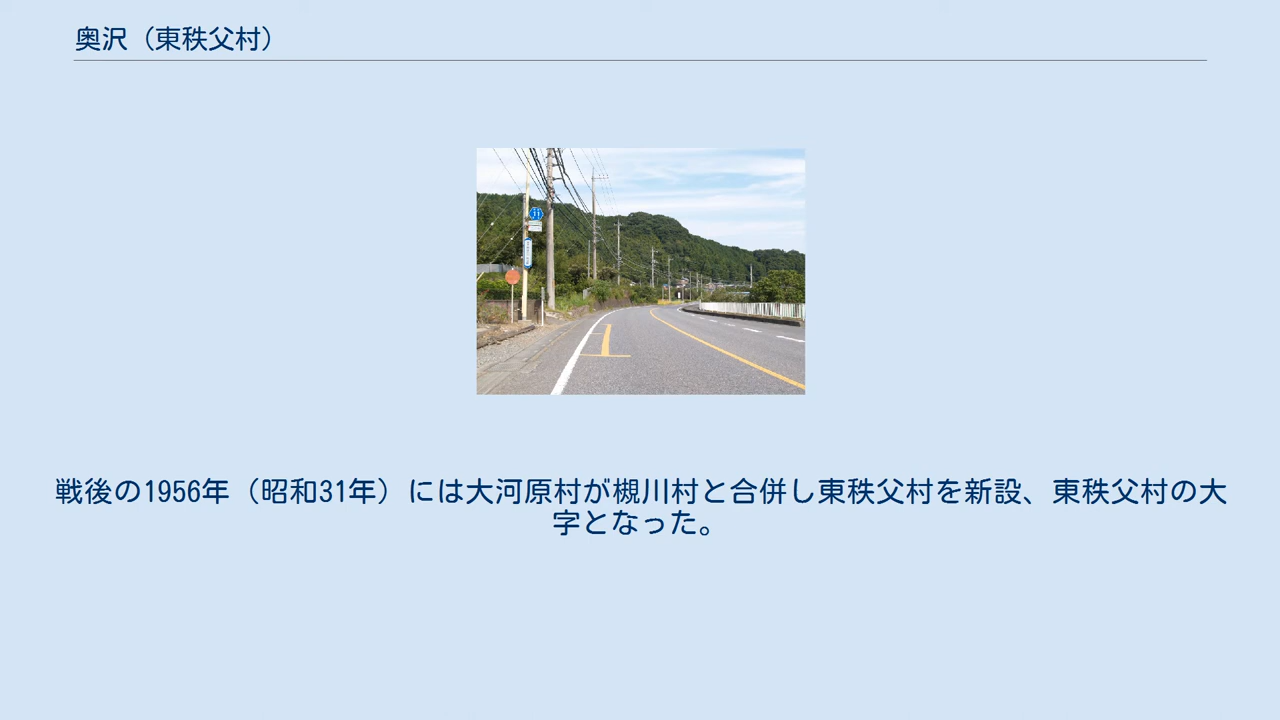 奥沢（東秩父村）
11
戦後の1956年（昭和31年）には大河原村が槻川村と合併し東秩父村を新設、東秩父村の大
字となった。